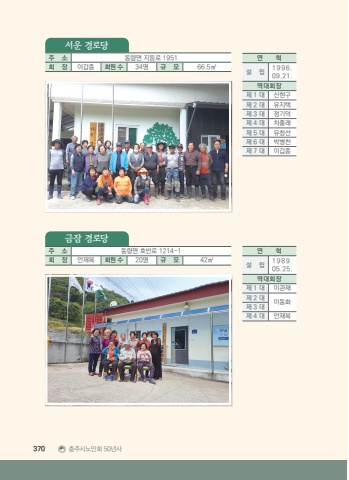 서운 경로당
주 소 동량면 지등로 1951
회 장 이갑종 회원수 34명 규 모 66.5㎡
연 혁
설 립 1996.
09.21.
역대회장
제 1 대 신현구
제 2 대 유지택
제 3 대 정기덕
제 4 대 차흥래
제 5 대 유창선
제 6 대 박병천
제 7 대 이갑종
금잠 경로당
주 소 동량면 호반로 1214-1
회 장 안재복 회원수 20명 규 모 42㎡
연 혁
설 립 1989.
05.25.
역대회장
제 1 대 이관재
제 2 대 이동화
제 3 대
제 4 대 안재복
370 충주시노인회 50년사